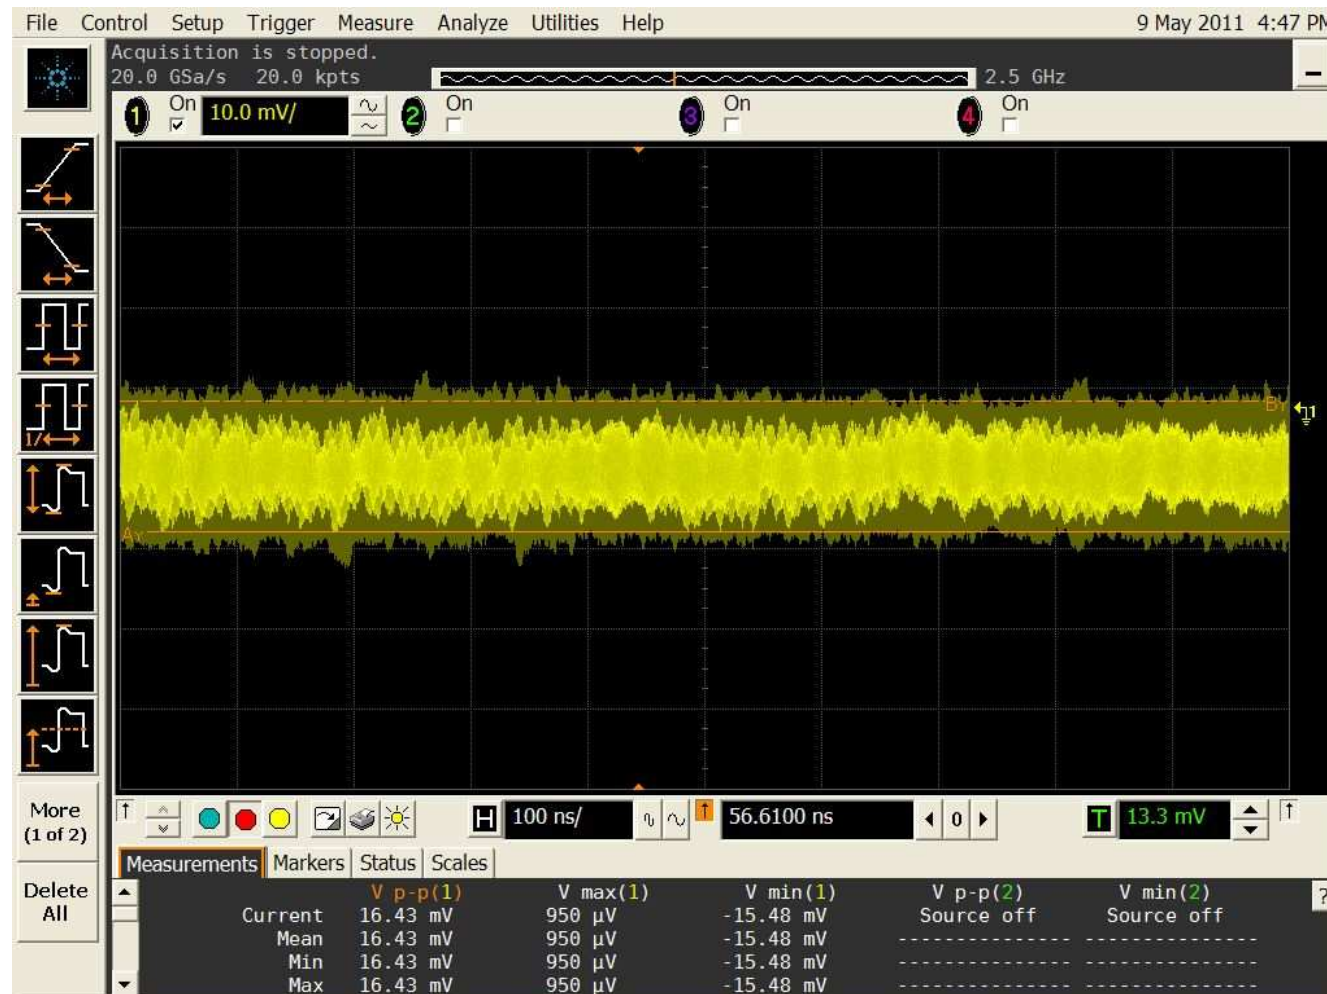 File Control Setup Trigger Measure Analyze Utilities Help 9 May 2011 4:47 PM
Acquisition is stopped.
20.0 GSa/s 20.0 kpts 2.5 GHz
1 On 10.0 mV/ 2 On 3 On 4 On
By
1
Ay
1/
More
(1 of 2)
H 100 ns/ 56.6100 ns 0 T 13.3 mV
Measurements Markers Status Scales
Delete
All
V p-p(1) V max(1) V min(1) V p-p(2) V min(2) ?
Current 16.43 mV 950 µV -15.48 mV Source off Source off
Mean 16.43 mV 950 µV -15.48 mV --------------- ---------------
Min 16.43 mV 950 µV -15.48 mV --------------- ---------------
Max 16.43 mV 950 µV -15.48 mV --------------- ---------------